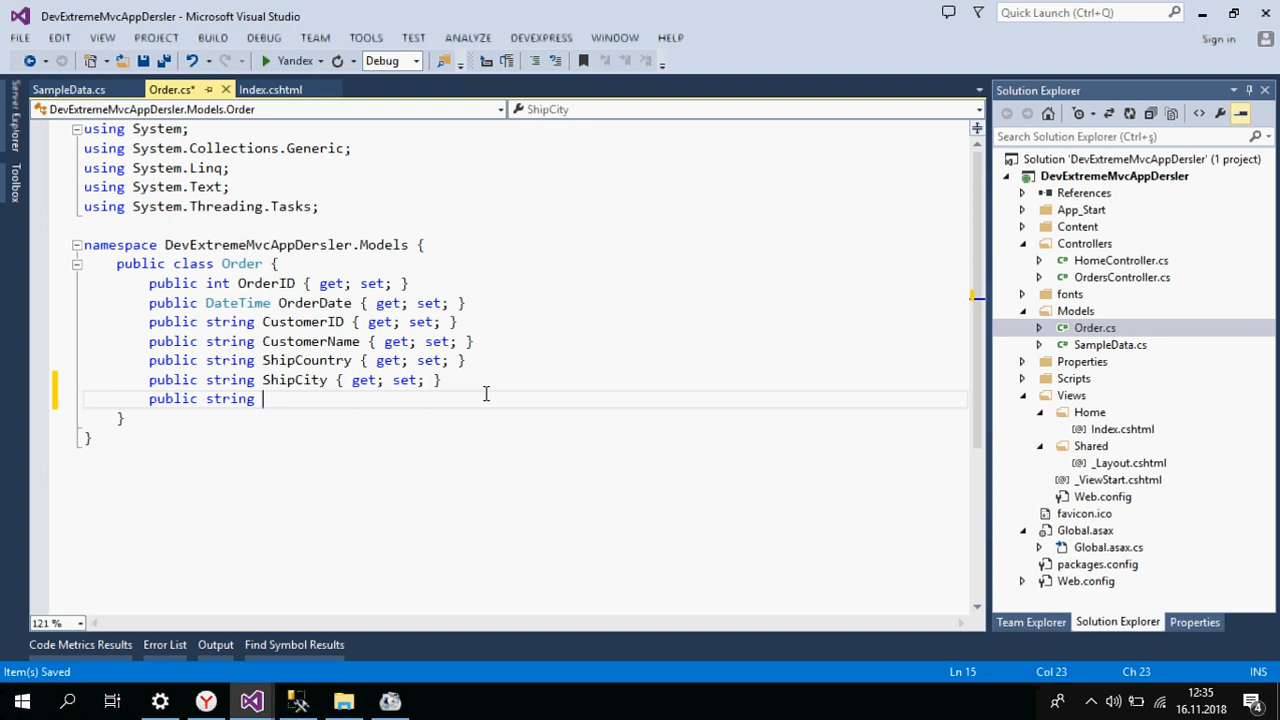 DevExtremeMvcAppDersler - Microsoft Visual Studio
Quick Launch (Ctrl+Q)
FILE EDIT VIEW PROJECT BUILD DEBUG TEAM TOOLS TEST ANALYZE DEVEXPRESS WINDOW HELP
Sign in
Yandex Debug
Server Explorer
Toolbox
SampleData.cs Order.cs* Index.cshtml
DevExtremeMvcAppDersler.Models.Order ShipCity
using System;
using System.Collections.Generic;
using System.Linq;
using System.Text;
using System.Threading.Tasks;
namespace DevExtremeMvcAppDersler.Models {
public class Order {
public int OrderID { get; set; }
public DateTime OrderDate { get; set; }
public string CustomerID { get; set; }
public string CustomerName { get; set; }
public string ShipCountry { get; set; }
public string ShipCity { get; set; }
public string
}
}
121 %
Solution Explorer
Search Solution Explorer (Ctrl+ş)
Solution 'DevExtremeMvcAppDersler' (1 project)
DevExtremeMvcAppDersler
References
App_Start
Content
Controllers
HomeController.cs
OrdersController.cs
fonts
Models
Order.cs
SampleData.cs
Properties
Scripts
Views
Home
Index.cshtml
Shared
_Layout.cshtml
_ViewStart.cshtml
Web.config
favicon.ico
Global.asax
Global.asax.cs
packages.config
Web.config
Team Explorer Solution Explorer Properties
Code Metrics Results Error List Output Find Symbol Results
Item(s) Saved Ln 15 Col 23 Ch 23 INS
12:35
16.11.2018
4